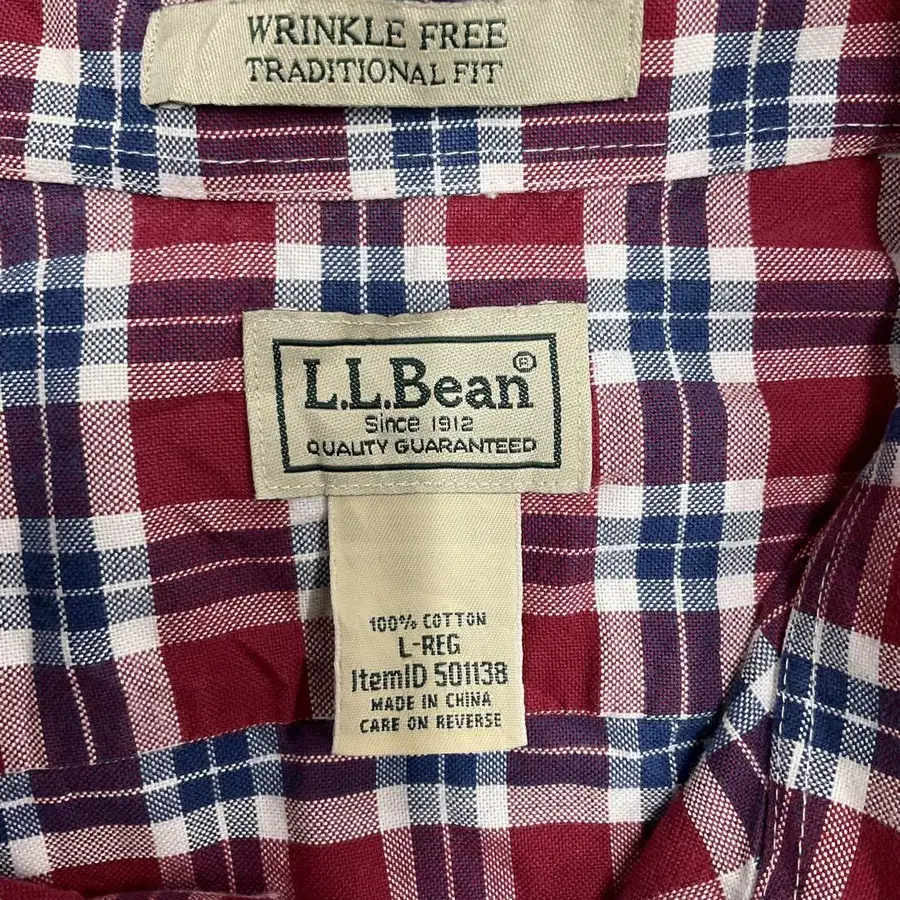 WRINKLE FREE
TRADITIONAL FIT
L.L.Bean®
Since 1912
QUALITY GUARANTEED
100% COTTON
L-REG
ItemID 501138
MADE IN CHINA
CARE ON REVERSE